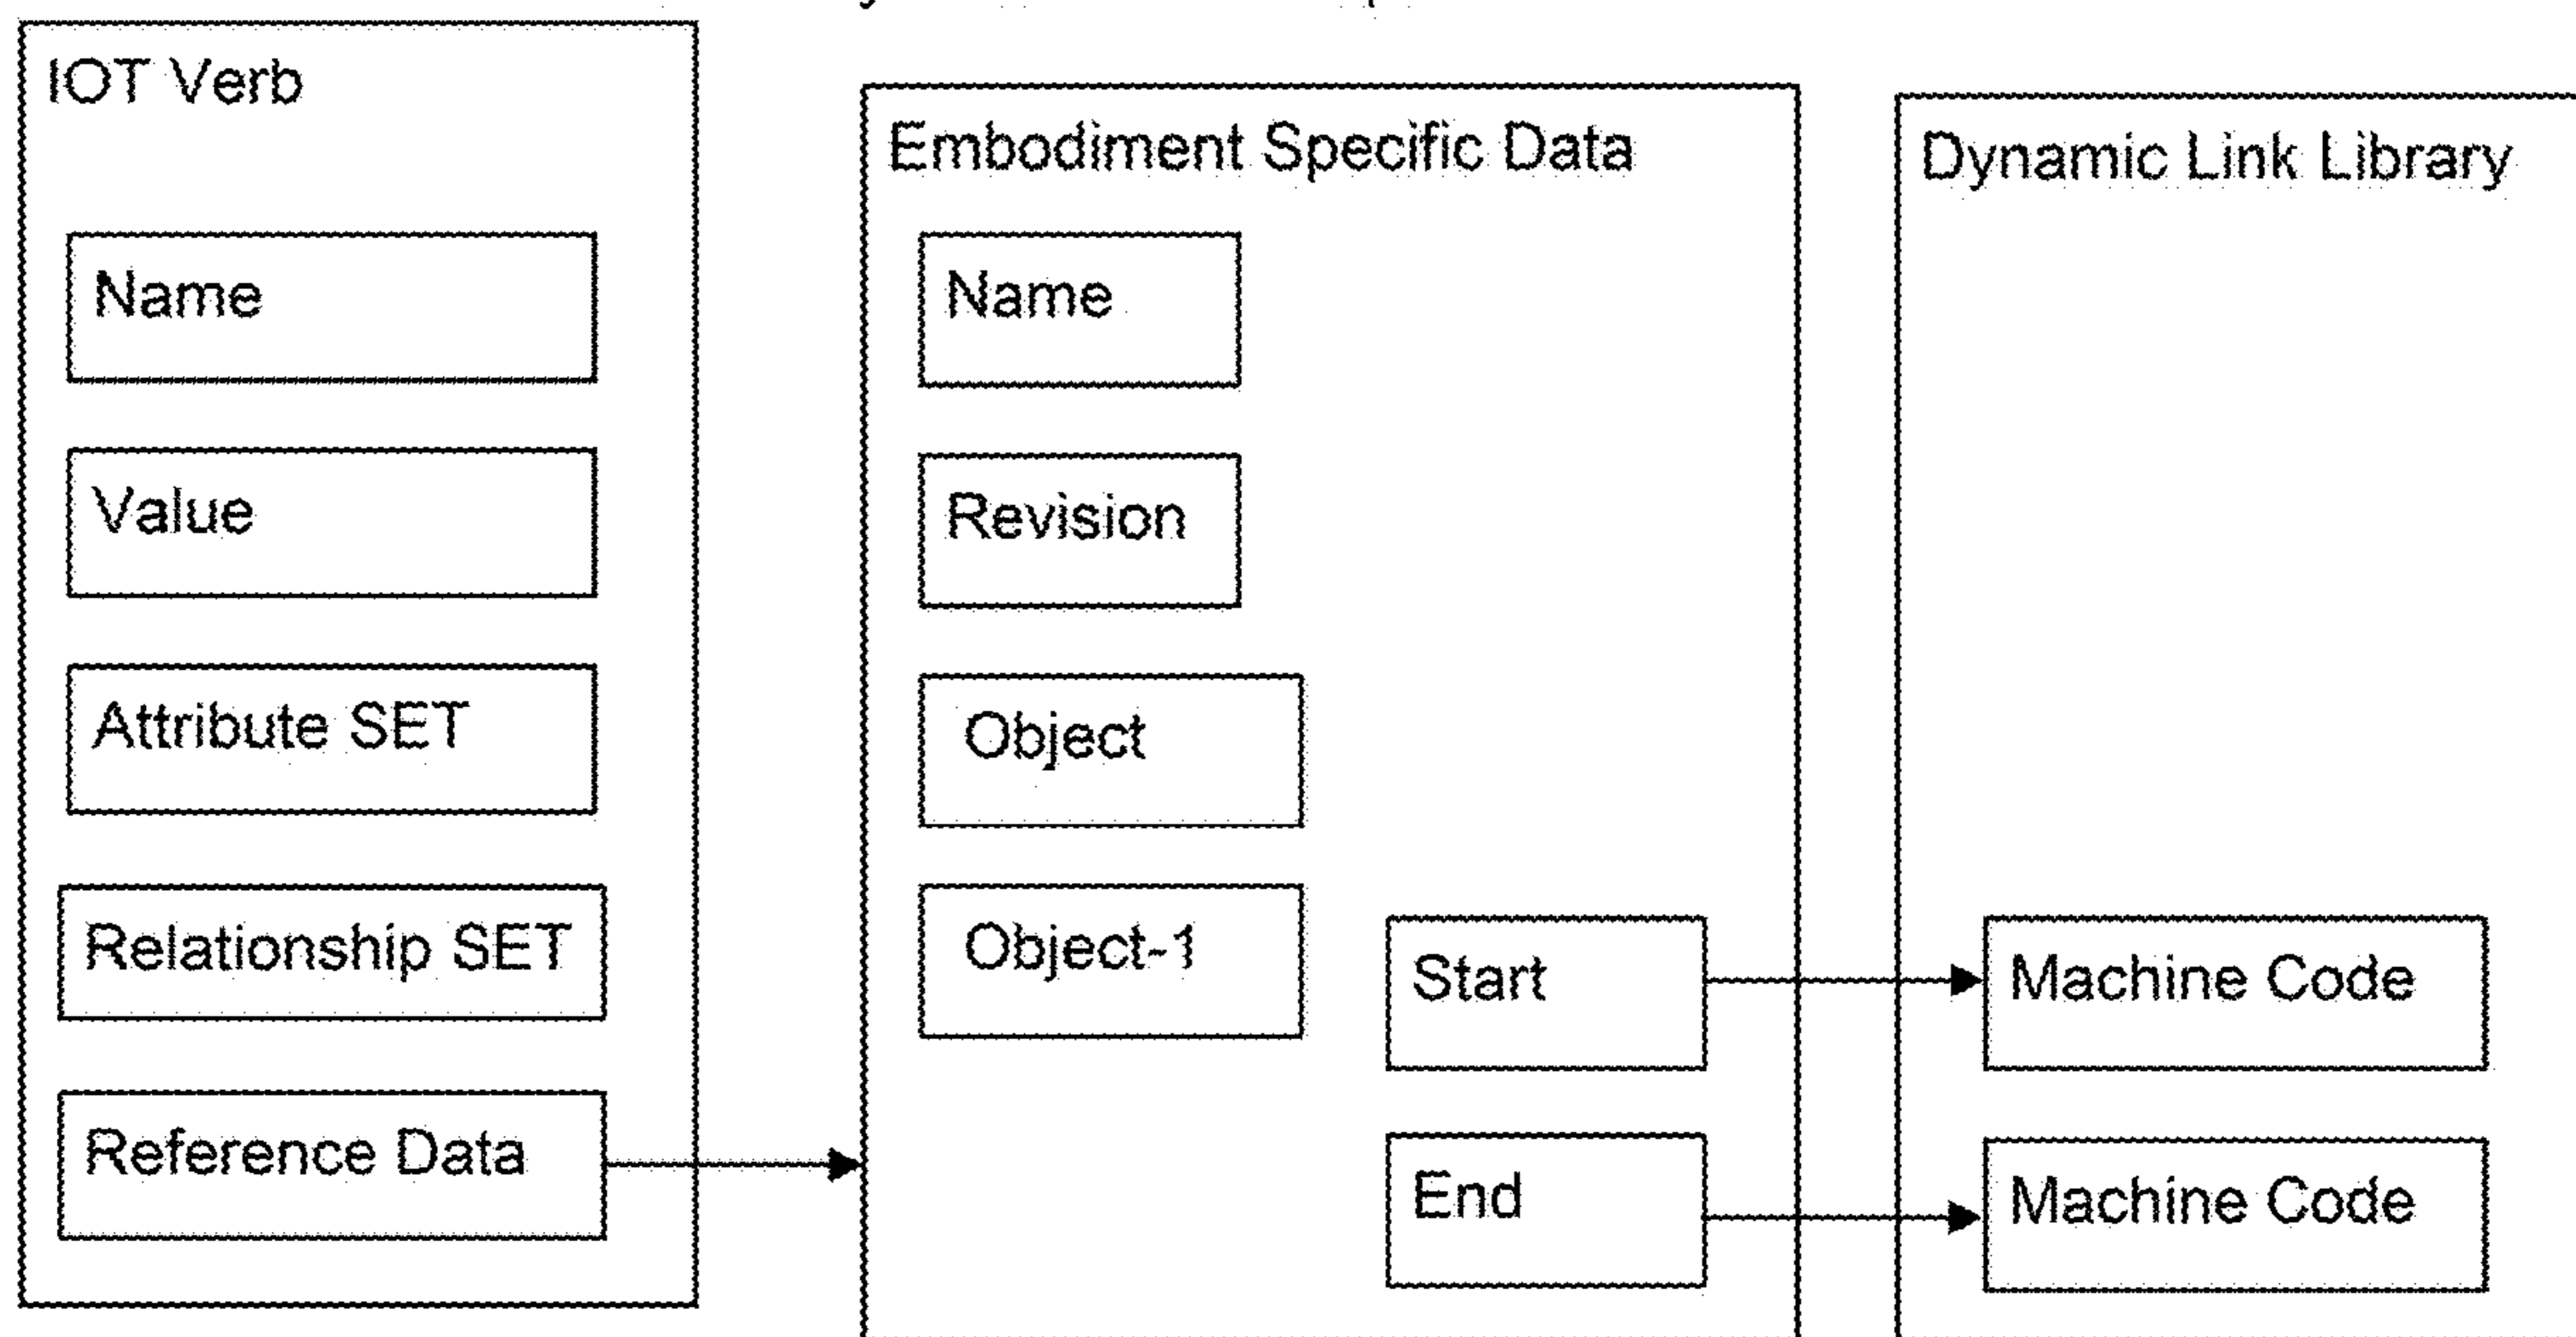 IOT Verb
Name
Value
Attribute SET
Relationship SET
Reference Data
Embodiment Specific Data
Name
Revision
Object
Object-1
Start
End
Dynamic Link Library
Machine Code
Machine Code